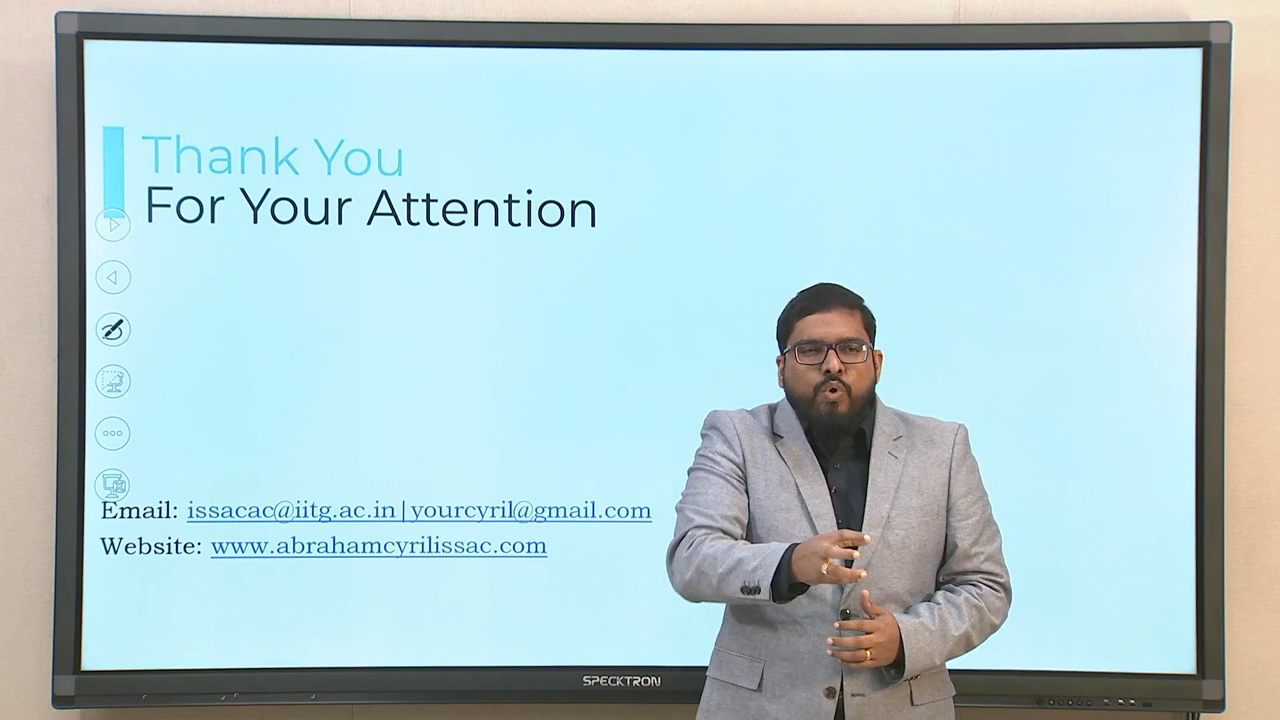 Thank You
For Your Attention
Email: issacac@iitg.ac.in|yourcyril@gmail.com
Website: www.abrahamcyrilissac.com
SPECKTRON